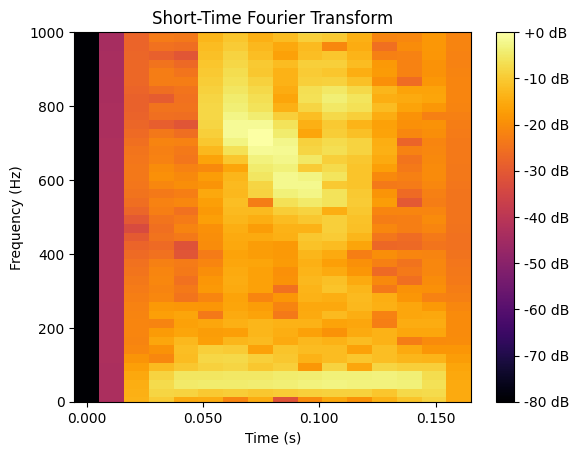 Short-Time Fourier Transform
1000
800
600
400
200
0
Frequency (Hz)
0.000
0.050
0.100
0.150
Time (s)
+0 dB
-10 dB
-20 dB
-30 dB
-40 dB
-50 dB
-60 dB
-70 dB
-80 dB